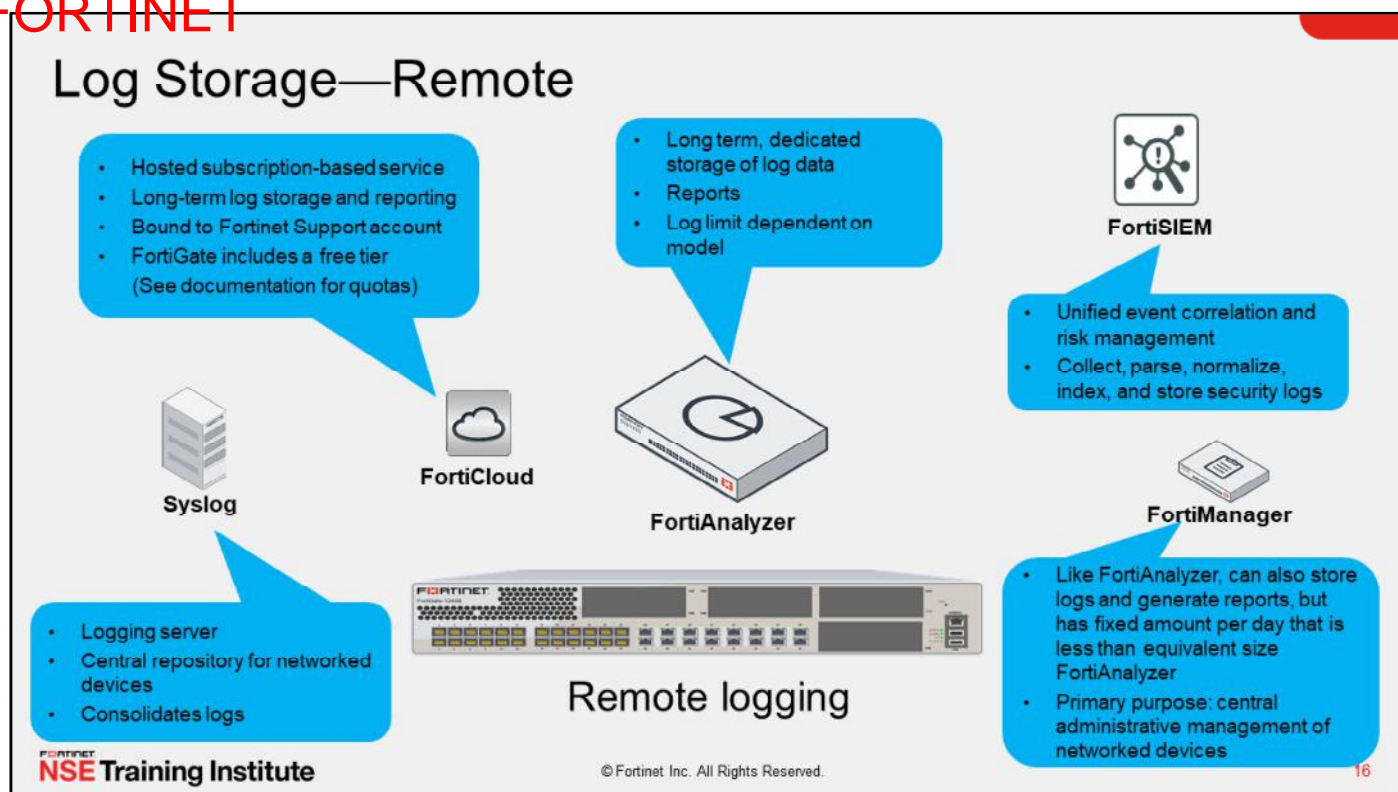 FORTINET
Log Storage—Remote
• Hosted subscription-based service
• Long-term log storage and reporting
• Bound to Fortinet Support account
• FortiGate includes a free tier
(See documentation for quotas)
• Long term, dedicated
storage of log data
• Reports
• Log limit dependent on
model
FortiSIEM
• Unified event correlation and
risk management
• Collect, parse, normalize,
index, and store security logs
Syslog
FortiCloud
FortiAnalyzer
FortiManager
• Logging server
• Central repository for networked
devices
• Consolidates logs
FORTINET
Remote logging
• Like FortiAnalyzer, can also store
logs and generate reports, but
has fixed amount per day that is
less than equivalent size
FortiAnalyzer
• Primary purpose: central
administrative management of
networked devices
FORTINET
NSE Training Institute
© Fortinet Inc. All Rights Reserved.
16